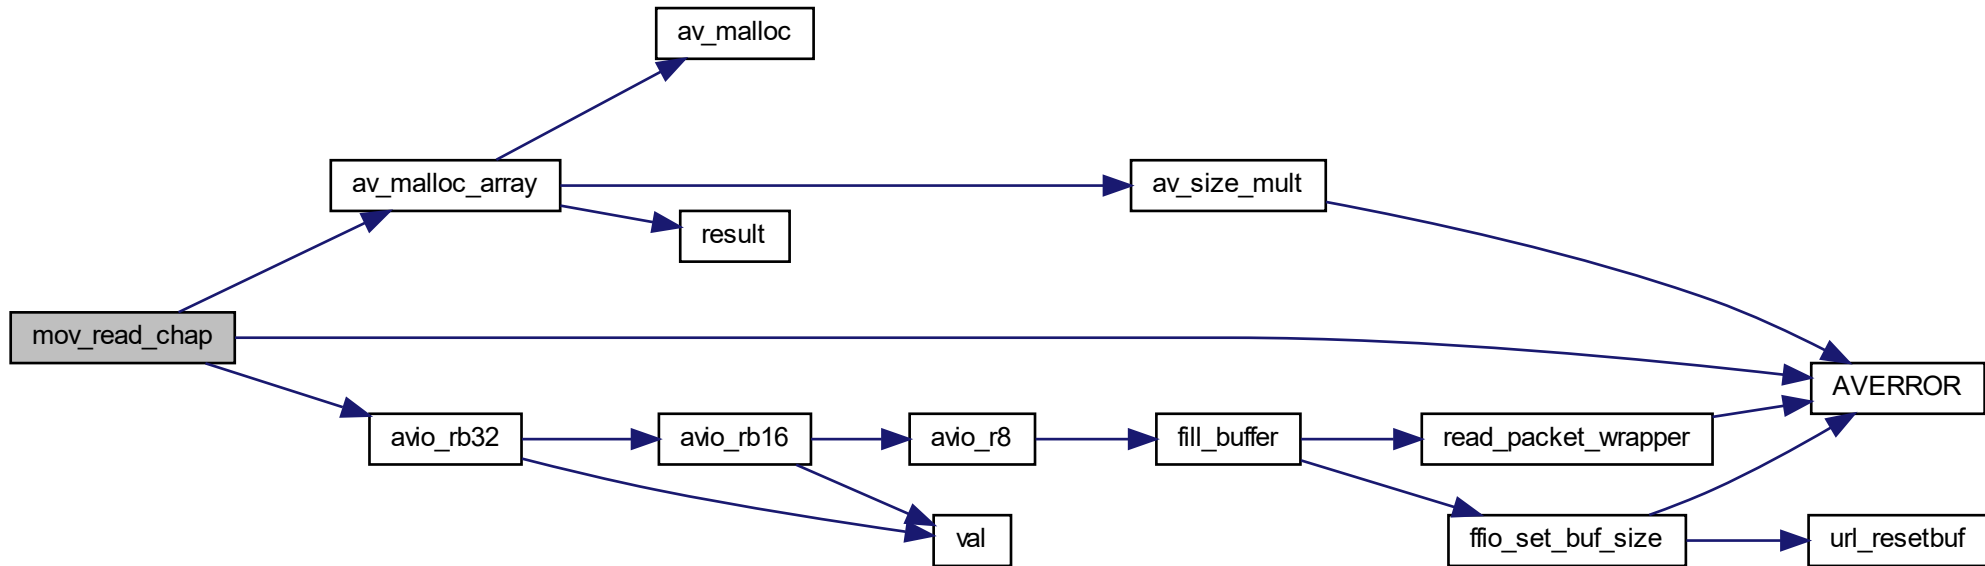 av_malloc
av_malloc_array
av_size_mult
result
mov_read_chap
AVERROR
avio_rb32
avio_rb16
avio_r8
fill_buffer
read_packet_wrapper
val
ffio_set_buf_size
url_resetbuf